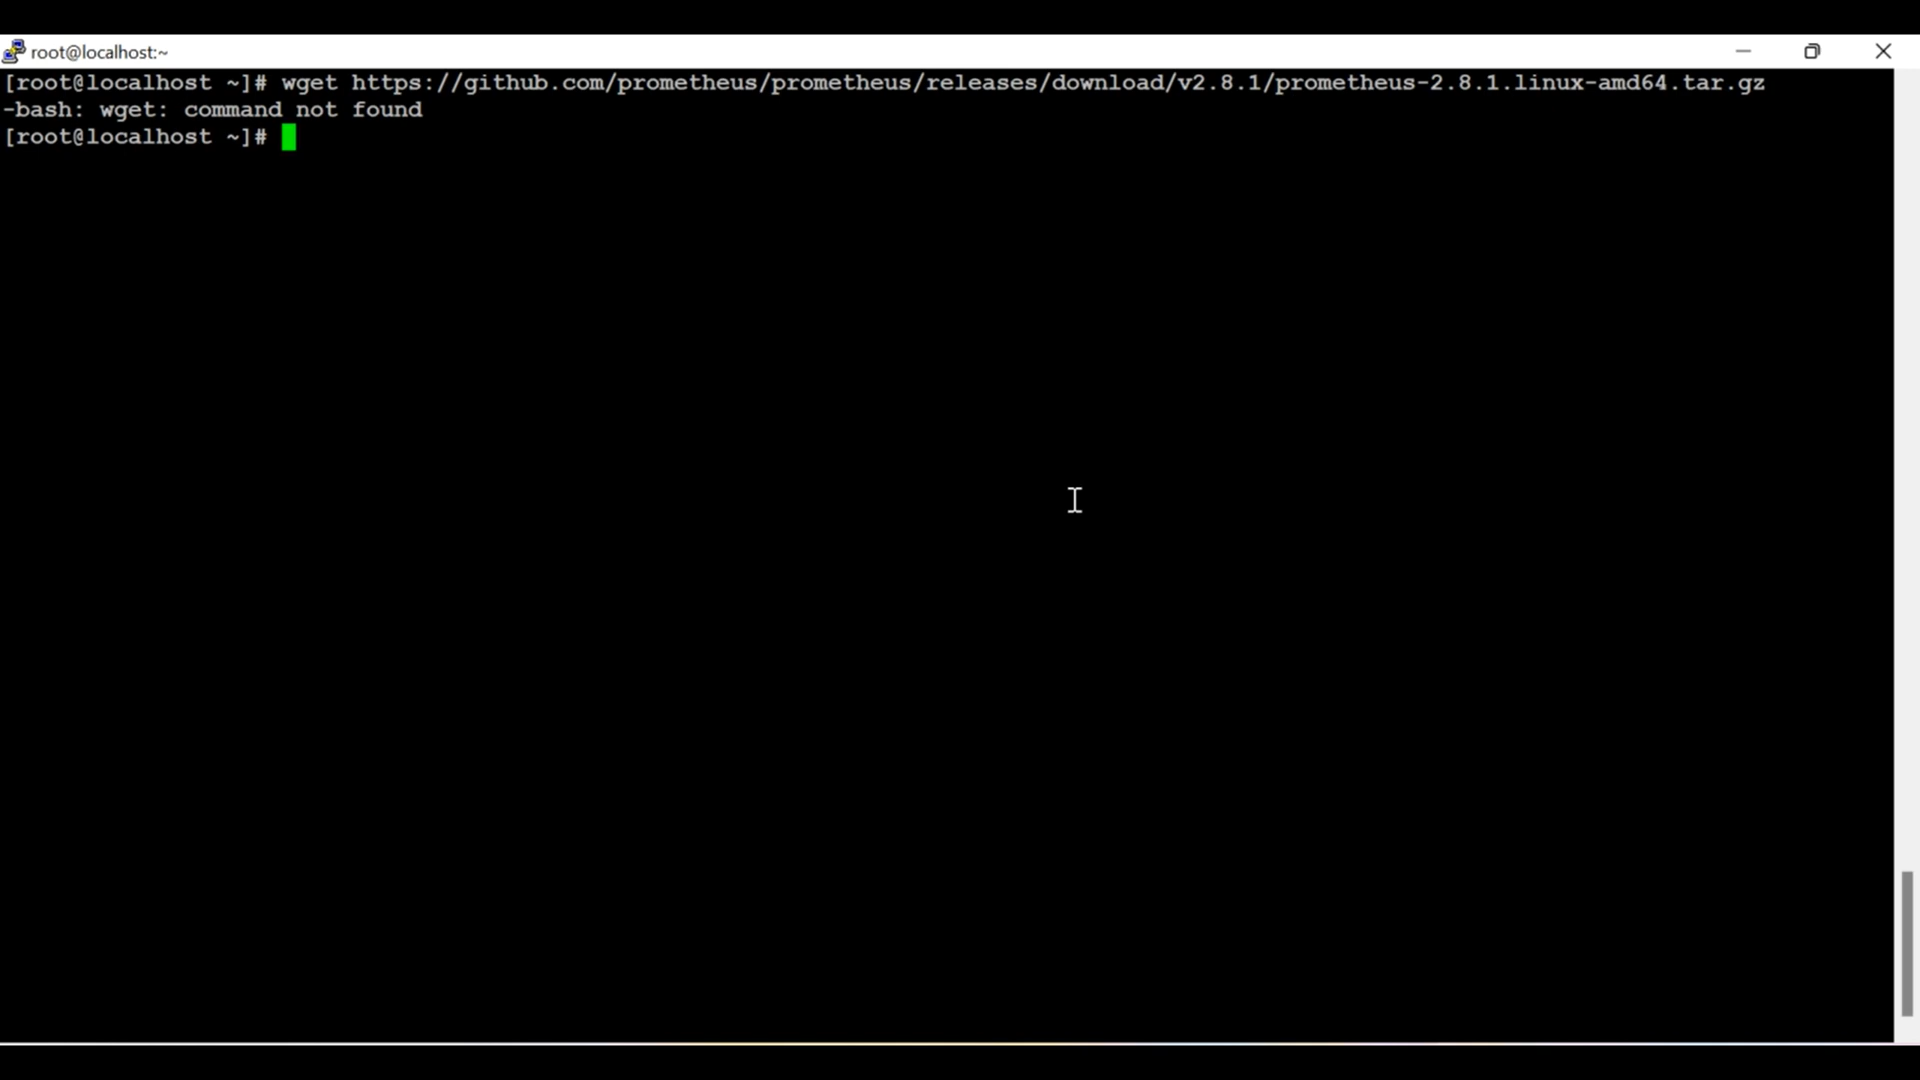 root@localhost:~
[root@localhost ~]# wget https://github.com/prometheus/prometheus/releases/download/v2.8.1/prometheus-2.8.1.linux-amd64.tar.gz
-bash: wget: command not found
[root@localhost ~]#